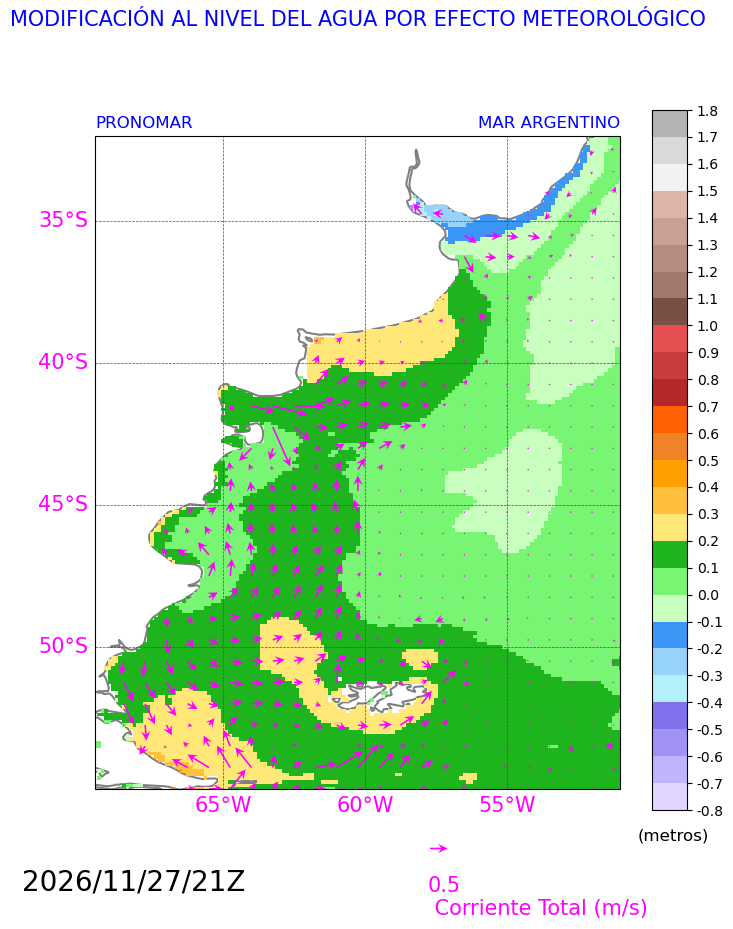 MODIFICACIÓN AL NIVEL DEL AGUA POR EFECTO METEOROLÓGICO
PRONOMAR
MAR ARGENTINO
35°S
40°S
45°S
50°S
65°W
60°W
55°W
1.8
1.7
1.6
1.5
1.4
1.3
1.2
1.1
1.0
0.9
0.8
0.7
0.6
0.5
0.4
0.3
0.2
0.1
0.0
-0.1
-0.2
-0.3
-0.4
-0.5
-0.6
-0.7
-0.8
(metros)
2026/11/27/21Z
0.5
Corriente Total (m/s)